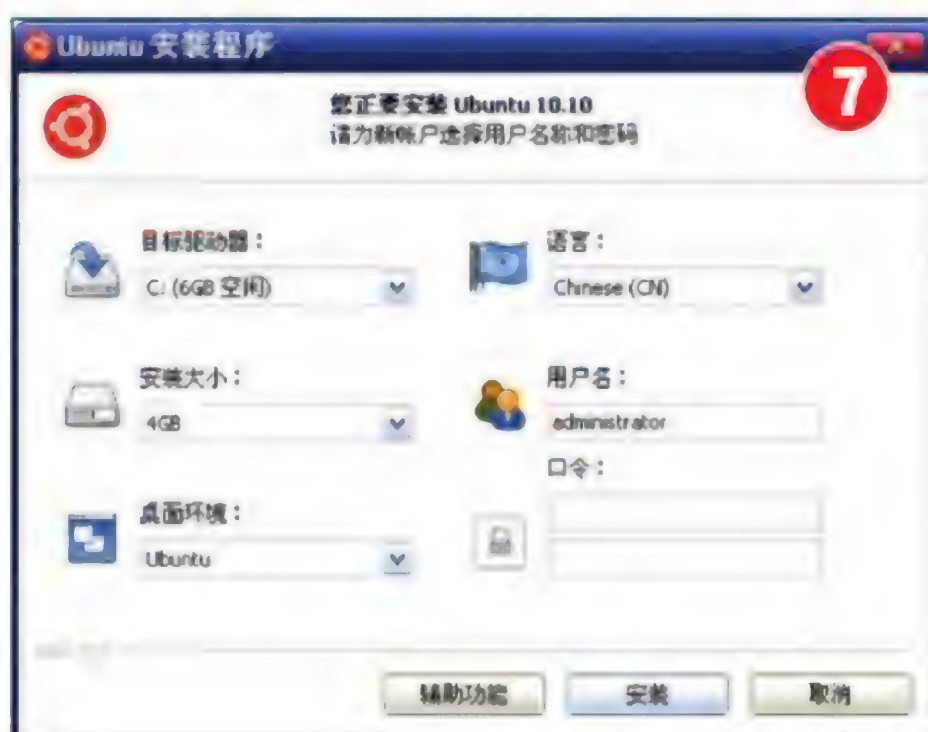 Ubuntu 安装程序
7
您正要安装 Ubuntu 10.10
请为新帐户选择用户名称和密码
目标驱动器：
C: (6GB 空闲)
语言：
Chinese (CN)
安装大小：
4GB
用户名：
administrator
口令：
桌面环境：
Ubuntu
辅助功能
安装
取消